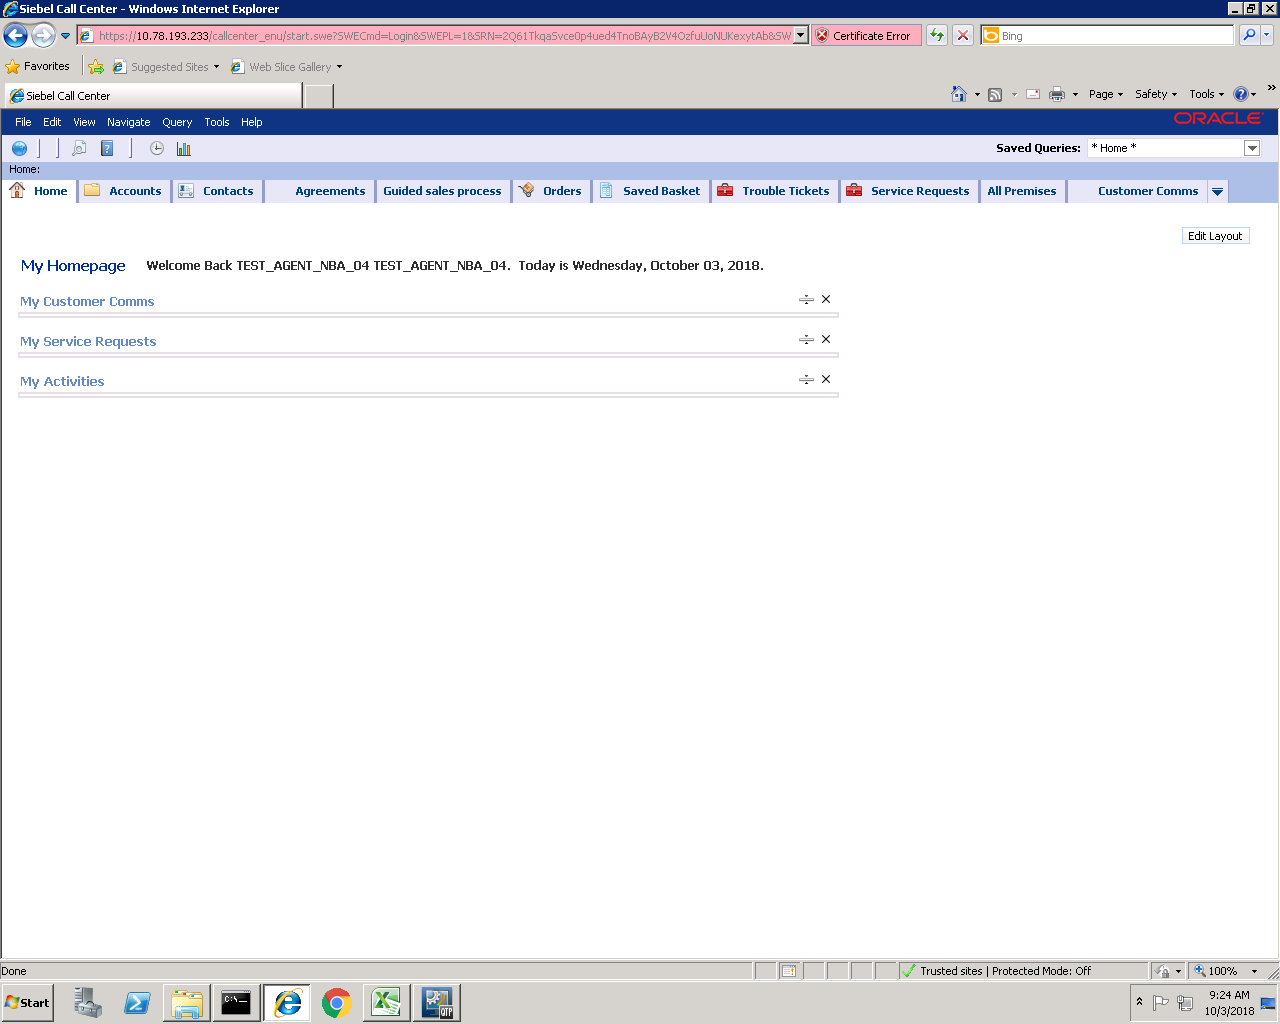 Siebel Call Center - Windows Internet Explorer
https://10.78.193.233/callcenter_enu/start.swe?SWECmd=Login&SWEPL=1&SRN=2Q61TkqaSvce0p4ued4TnoBAyB2V4OzfuUoNUKexytAb&SW
Certificate Error
Bing
Favorites
Suggested Sites
Web Slice Gallery
Siebel Call Center
Page
Safety
Tools
File Edit View Navigate Query Tools Help
ORACLE
Saved Queries: * Home *
Home:
Home Accounts Contacts Agreements Guided sales process Orders Saved Basket Trouble Tickets Service Requests All Premises Customer Comms
Edit Layout
My Homepage Welcome Back TEST_AGENT_NBA_04 TEST_AGENT_NBA_04. Today is Wednesday, October 03, 2018.
My Customer Comms
My Service Requests
My Activities
Done
Trusted sites | Protected Mode: Off
100%
Start
C:\
QTP
9:24 AM
10/3/2018